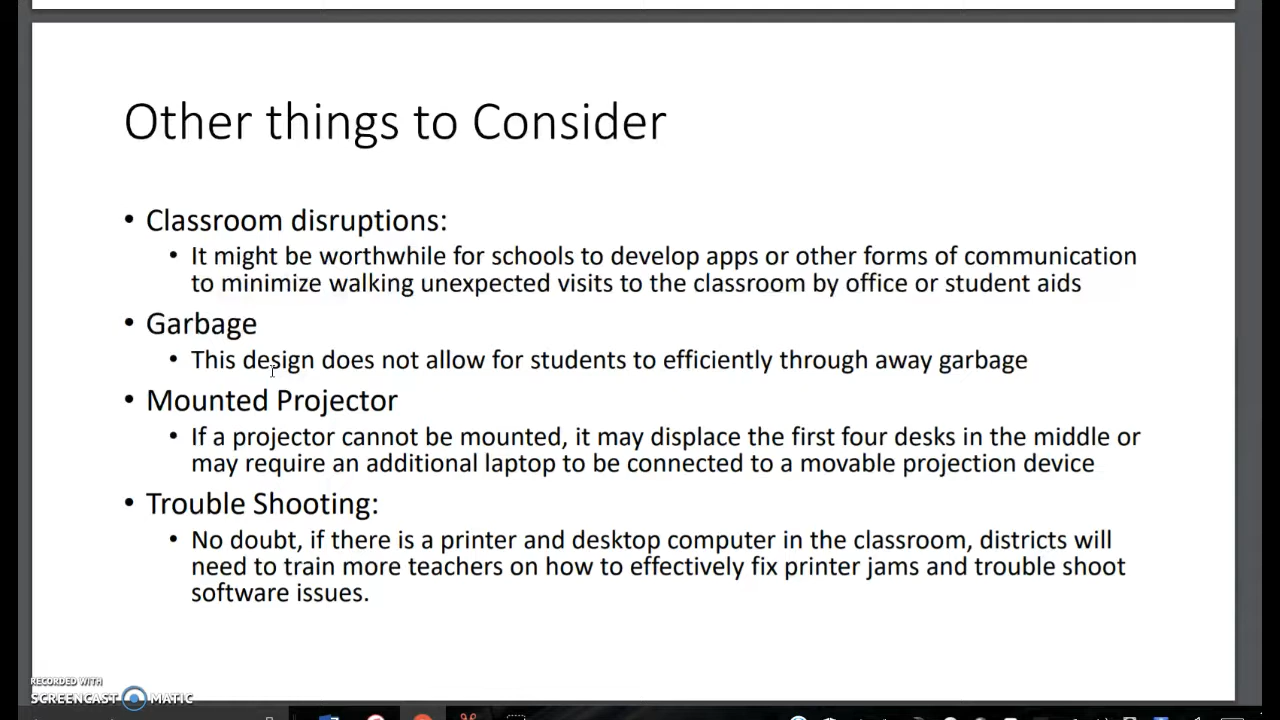 Other things to Consider
• Classroom disruptions:
• It might be worthwhile for schools to develop apps or other forms of communication
to minimize walking unexpected visits to the classroom by office or student aids
• Garbage
• This design does not allow for students to efficiently through away garbage
• Mounted Projector
• If a projector cannot be mounted, it may displace the first four desks in the middle or
may require an additional laptop to be connected to a movable projection device
• Trouble Shooting:
• No doubt, if there is a printer and desktop computer in the classroom, districts will
need to train more teachers on how to effectively fix printer jams and trouble shoot
software issues.
RECORDED WITH
SCREENCAST MATIC